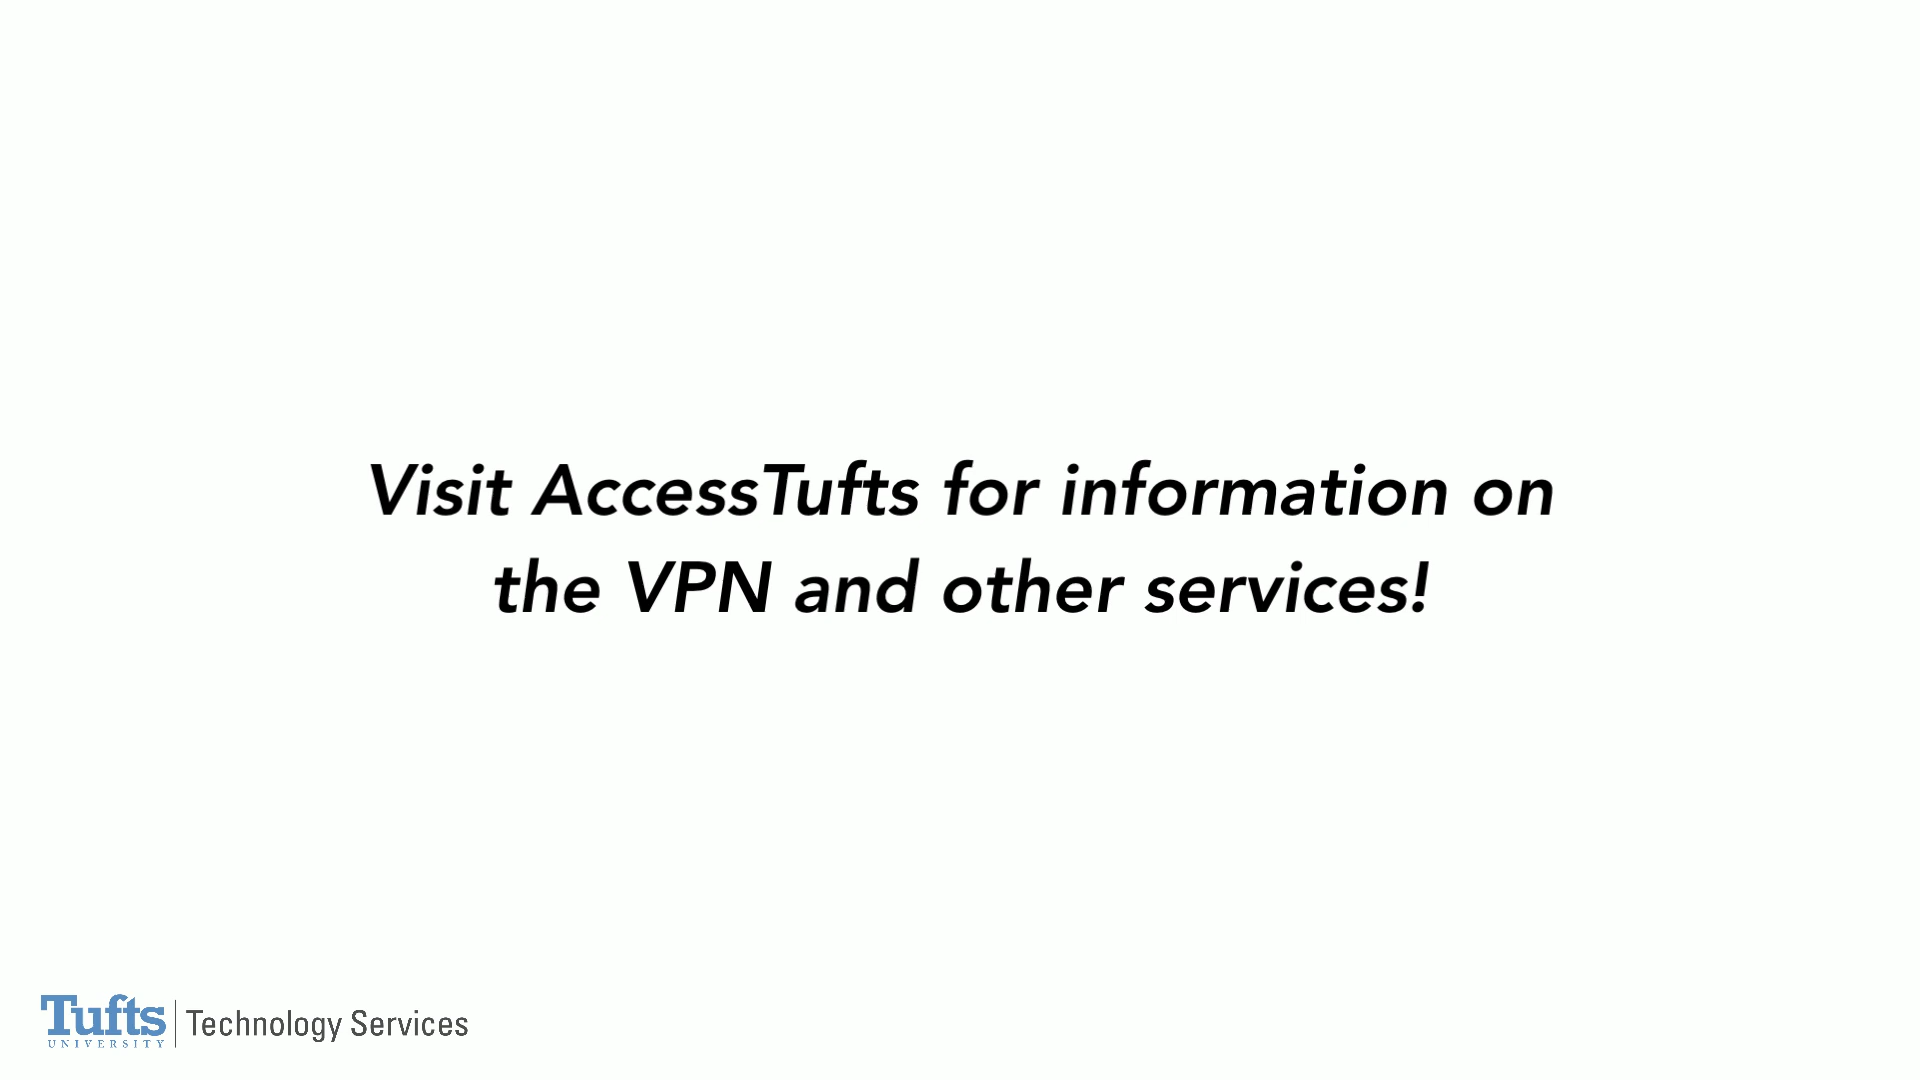 Visit AccessTufts for information on
the VPN and other services!
Tufts
UNIVERSITY
Technology Services